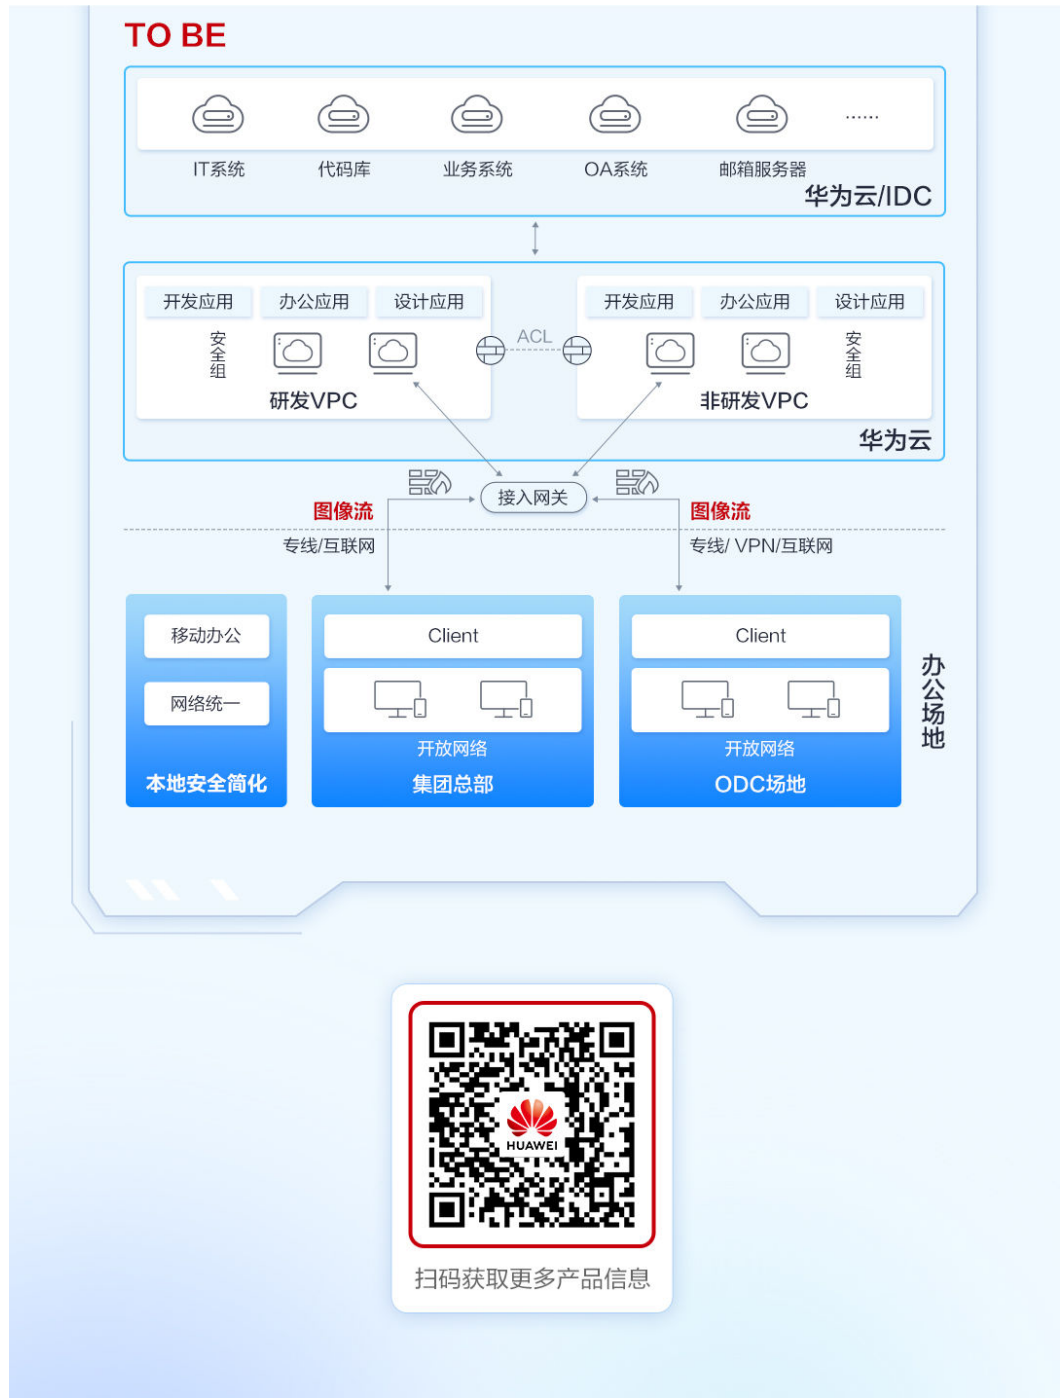 TO BE
IT系统 代码库 业务系统 OA系统 邮箱服务器 ······
华为云/IDC
开发应用 办公应用 设计应用
安全组
研发VPC
ACL
开发应用 办公应用 设计应用
安全组
非研发VPC
华为云
接入网关
图像流
图像流
专线/互联网
专线/ VPN/互联网
移动办公
网络统一
本地安全简化
Client
开放网络
集团总部
Client
开放网络
ODC场地
办公场地
HUAWEI
扫码获取更多产品信息